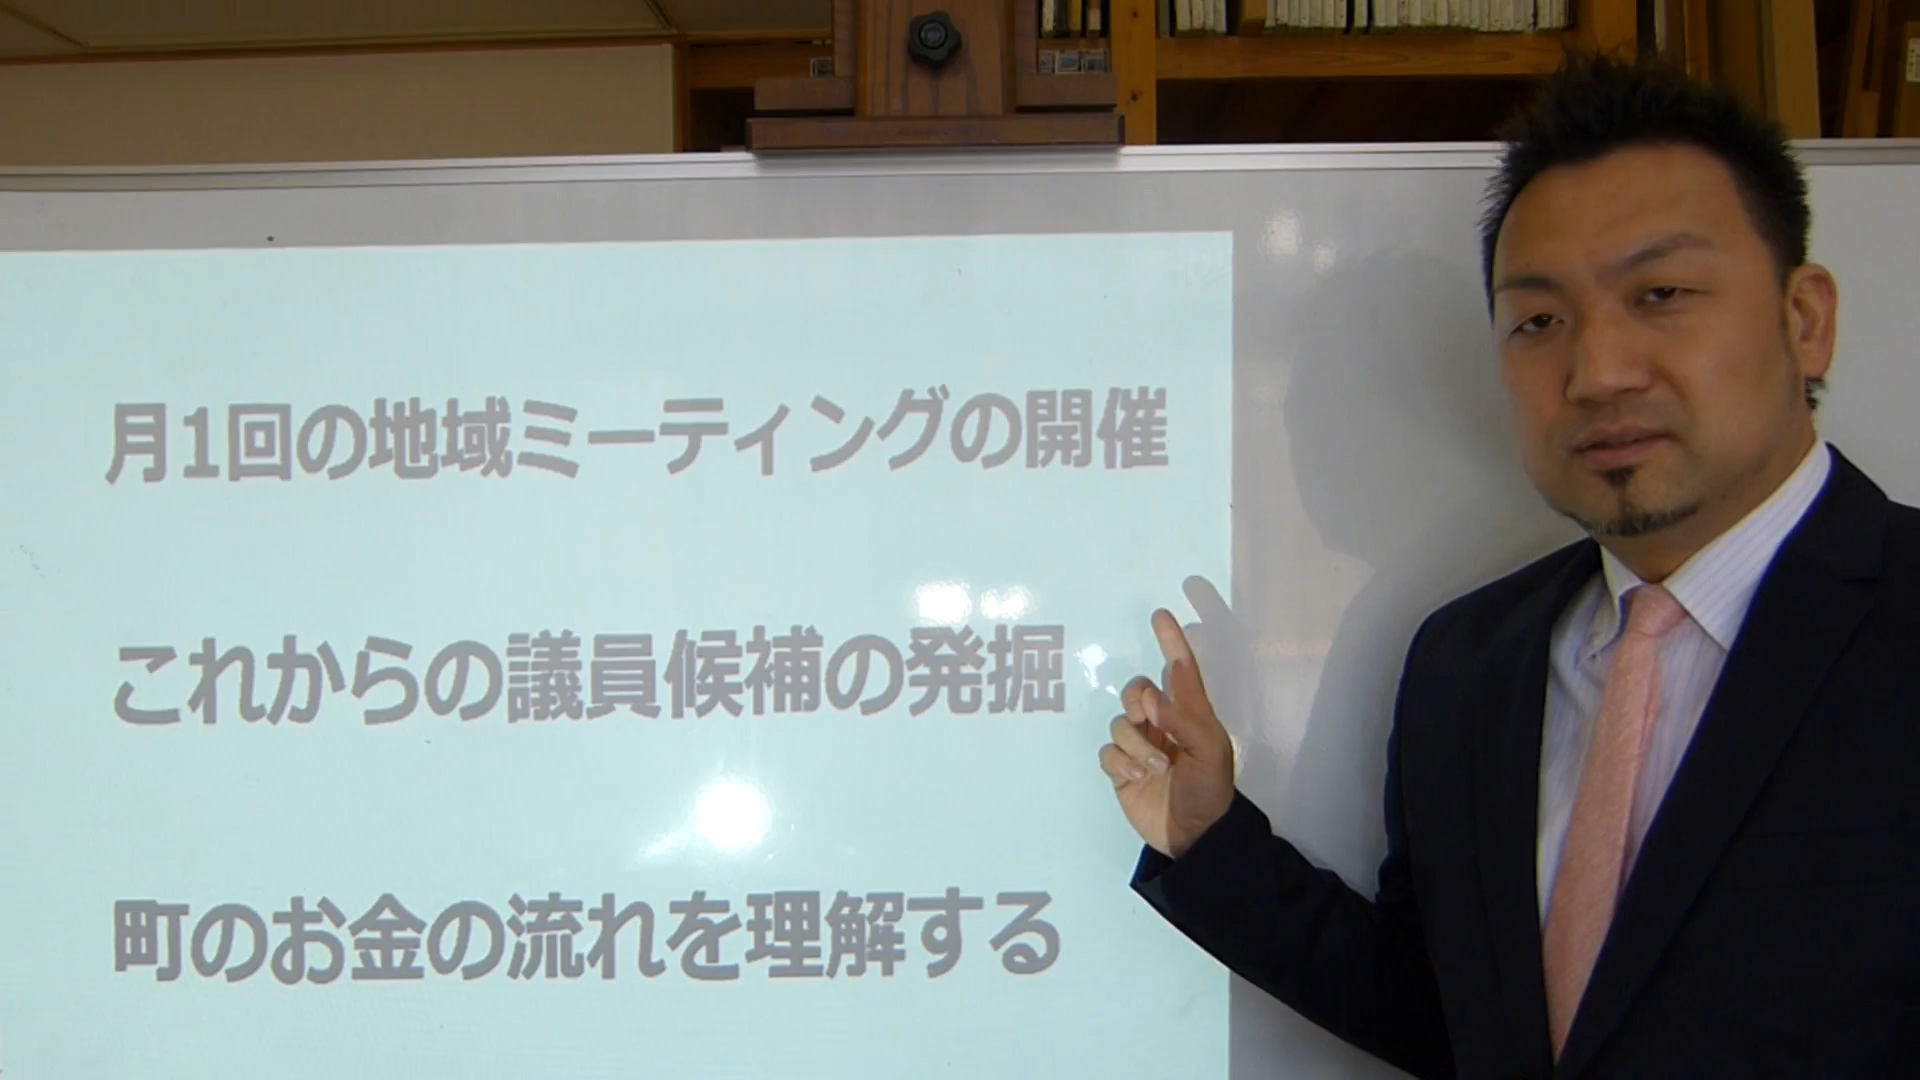 月1回の地域ミーティングの開催
これからの議員候補の発掘
町のお金の流れを理解する